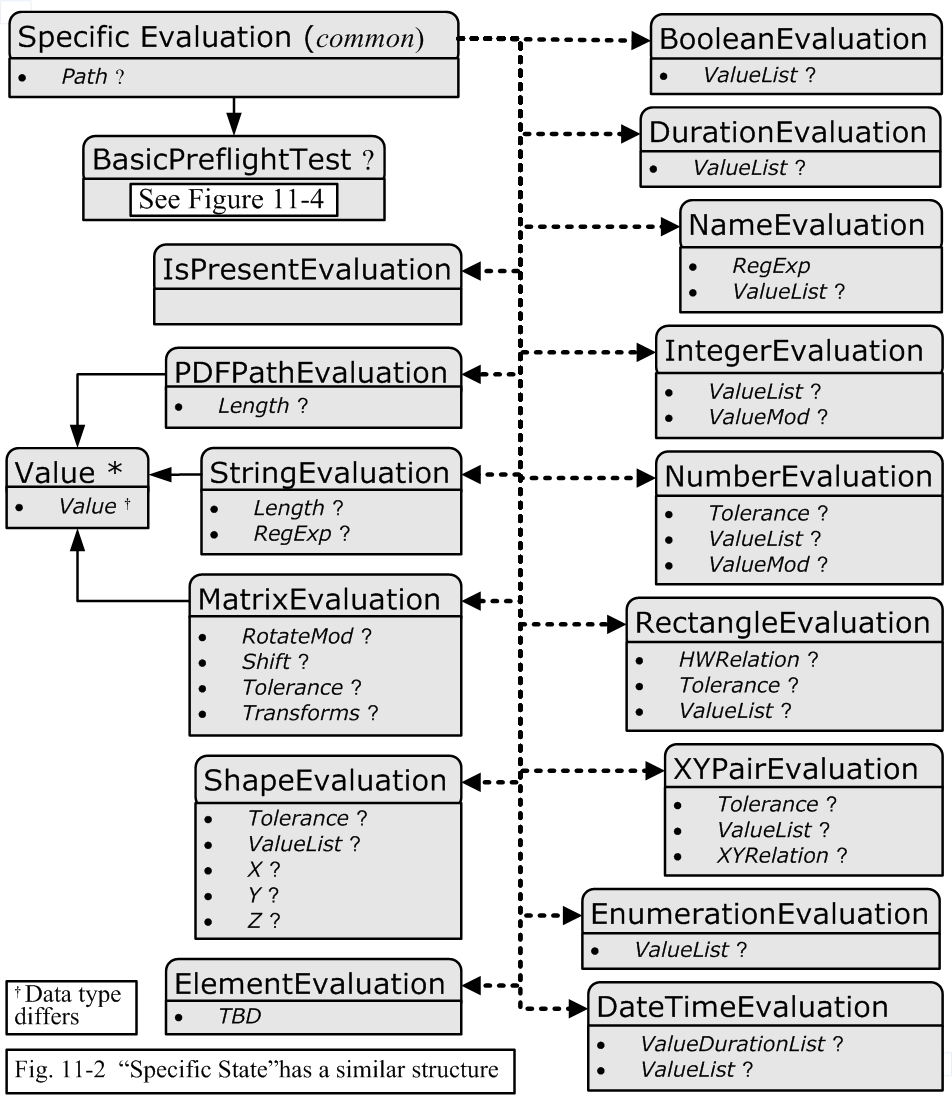 Specific Evaluation (common)
• Path ?
BasicPreflightTest ?
See Figure 11-4
IsPresentEvaluation
PDFPathEvaluation
• Length ?
Value *
• Value †
StringEvaluation
• Length ?
• RegExp ?
MatrixEvaluation
• RotateMod ?
• Shift ?
• Tolerance ?
• Transforms ?
ShapeEvaluation
• Tolerance ?
• ValueList ?
• X ?
• Y ?
• Z ?
ElementEvaluation
• TBD
BooleanEvaluation
• ValueList ?
DurationEvaluation
• ValueList ?
NameEvaluation
• RegExp
• ValueList ?
IntegerEvaluation
• ValueList ?
• ValueMod ?
NumberEvaluation
• Tolerance ?
• ValueList ?
• ValueMod ?
RectangleEvaluation
• HWRelation ?
• Tolerance ?
• ValueList ?
XYPairEvaluation
• Tolerance ?
• ValueList ?
• XYRelation ?
EnumerationEvaluation
• ValueList ?
DateTimeEvaluation
• ValueDurationList ?
• ValueList ?
†Data type
differs
Fig. 11-2 “Specific State”has a similar structure